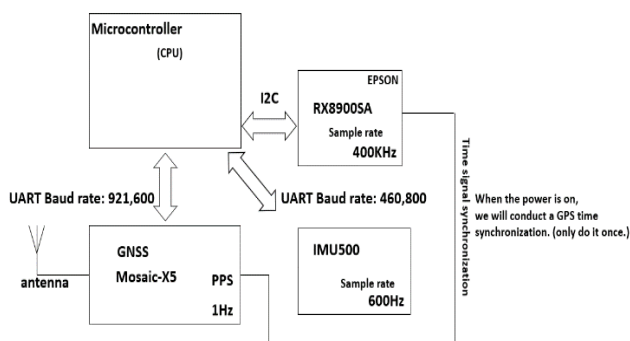 Microcontroller
(CPU)
EPSON
RX8900SA
Sample rate
400KHz
I2C
UART Baud rate: 921,600
UART Baud rate: 460,800
Time signal synchronization
When the power is on,
we will conduct a GPS time
synchronization. (only do it once.)
antenna
GNSS
Mosaic-X5
PPS
1Hz
IMU500
Sample rate
600Hz